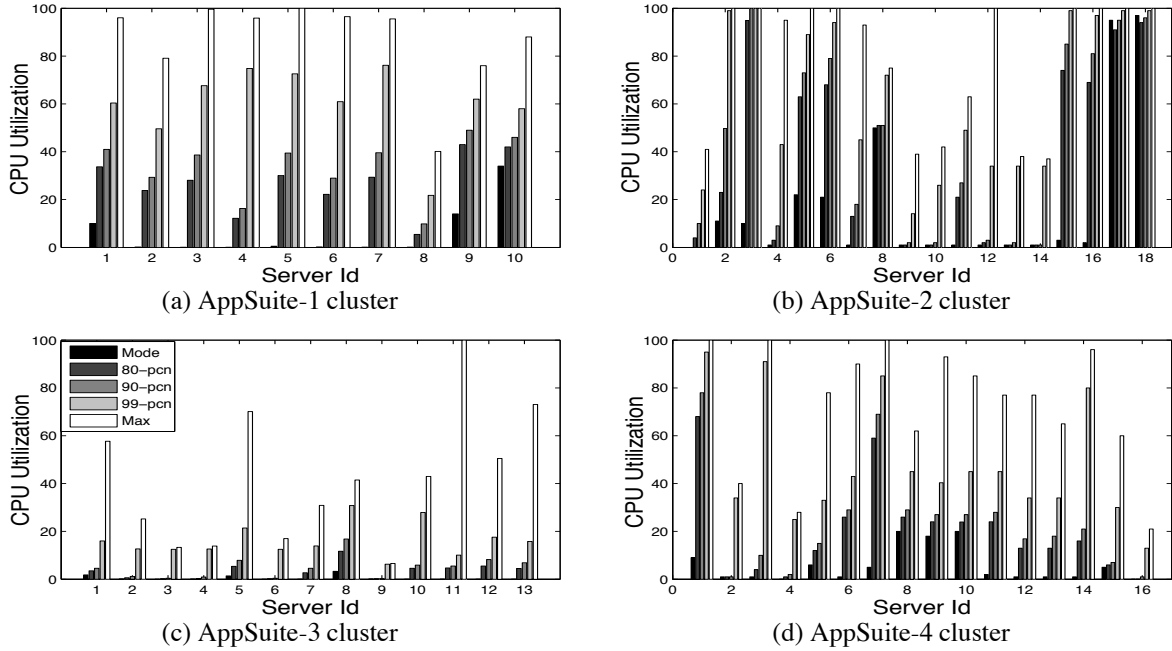 100
80
60
40
20
0
CPU Utilization
1 2 3 4 5 6 7 8 9 10
Server Id
(a) AppSuite-1 cluster
100
80
60
40
20
0
CPU Utilization
0 2 4 6 8 10 12 14 16 18
Server Id
(b) AppSuite-2 cluster
100
80
60
40
20
0
CPU Utilization
Mode
80-pcn
90-pcn
99-pcn
Max
1 2 3 4 5 6 7 8 9 10 11 12 13
Server Id
(c) AppSuite-3 cluster
100
80
60
40
20
0
CPU Utilization
0 2 4 6 8 10 12 14 16
Server Id
(d) AppSuite-4 cluster